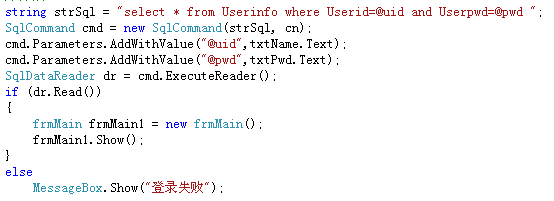 string strSql = "select * from Userinfo where Userid=@uid and Userpwd=@pwd ";
SqlCommand cmd = new SqlCommand(strSql, cn);
cmd.Parameters.AddWithValue("@uid",txtName.Text);
cmd.Parameters.AddWithValue("@pwd",txtPwd.Text);
SqlDataReader dr = cmd.ExecuteReader();
if (dr.Read())
{
frmMain frmMain1 = new frmMain();
frmMain1.Show();
}
else
MessageBox.Show("登录失败");